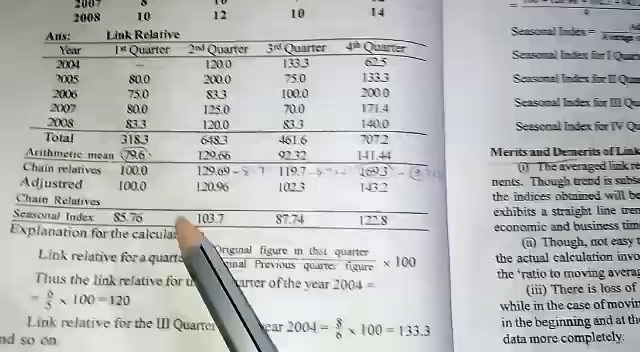 2007 8
2008 10 12 10 14
Ans: Link Relative
Year 1st Quarter 2nd Quarter 3rd Quarter 4th Quarter
2004 — 120.0 133.3 62.5
2005 80.0 200.0 75.0 133.3
2006 75.0 83.3 100.0 200.0
2007 80.0 125.0 70.0 171.4
2008 83.3 120.0 83.3 140.0
Total 318.3 648.3 461.6 707.2
Arithmetic mean 79.6 129.66 92.32 141.44
Chain relatives 100.0 129.69 119.7 169.3
Adjustred 100.0 120.96 102.3 143.2
Chain Relatives
Seasonal Index 85.76 103.7 87.74 122.8
Explanation for the calcula
Link relative for a quarte Original figure in that quarter
Previous quarter figure × 100
Thus the link relative for arter of the year 2004 =
= 6/5 × 100 = 120
Link relative for the III Quarter ear 2004 = 8/6 × 100 = 133.3
nd so on
Seasonal Index =
Average
Seasonal Index for I Quar
Seasonal Index for II Qua
Seasonal Index for III Qu
Seasonal Index for IV Qu
Merits and Demerits of Link
(i) The averaged link re
nents. Though trend is subs
the indices obtained will be
exhibits a straight line tren
economic and business tim
(ii) Though, not easy t
the actual calculation invo
the 'ratio to moving averag
(iii) There is loss of
while in the case of movin
in the beginning and at th
data more completely: